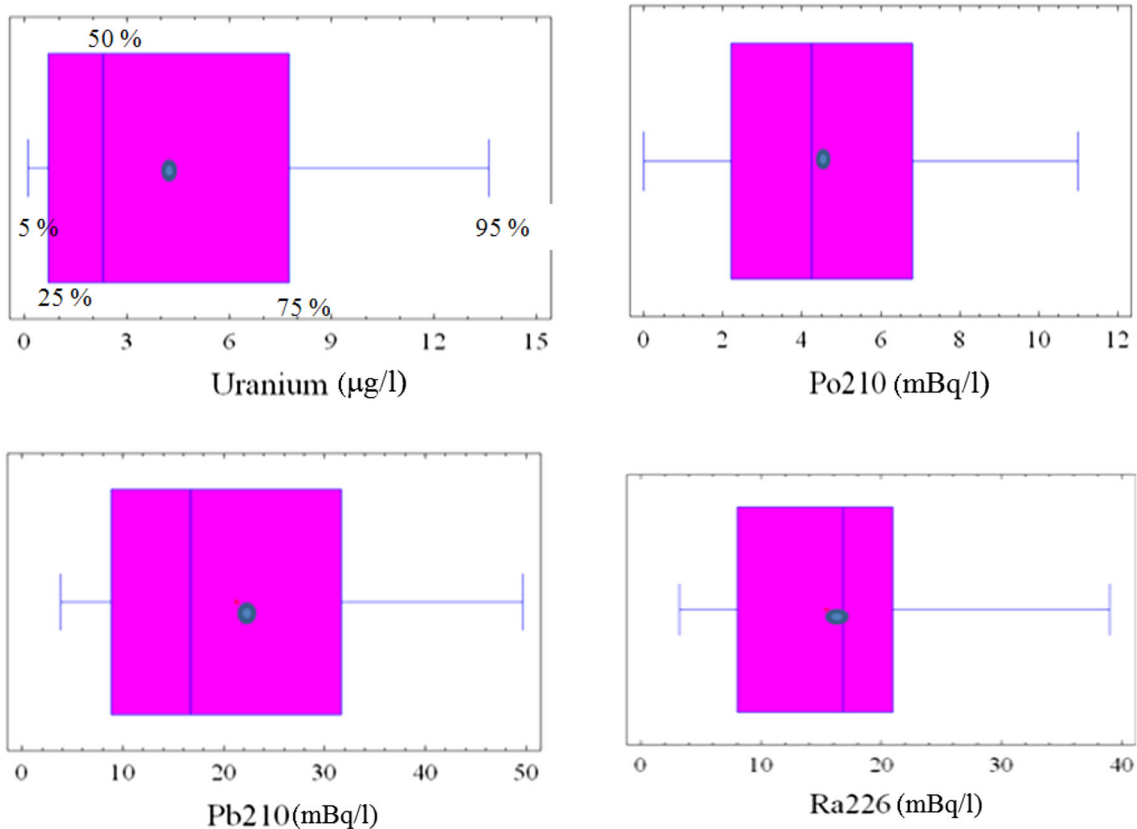 50 %
5 %
95 %
25 %
75 %
0 3 6 9 12 15
Uranium (μg/l)
0 2 4 6 8 10 12
Po210 (mBq/l)
0 10 20 30 40 50
Pb210(mBq/l)
0 10 20 30 40
Ra226 (mBq/l)